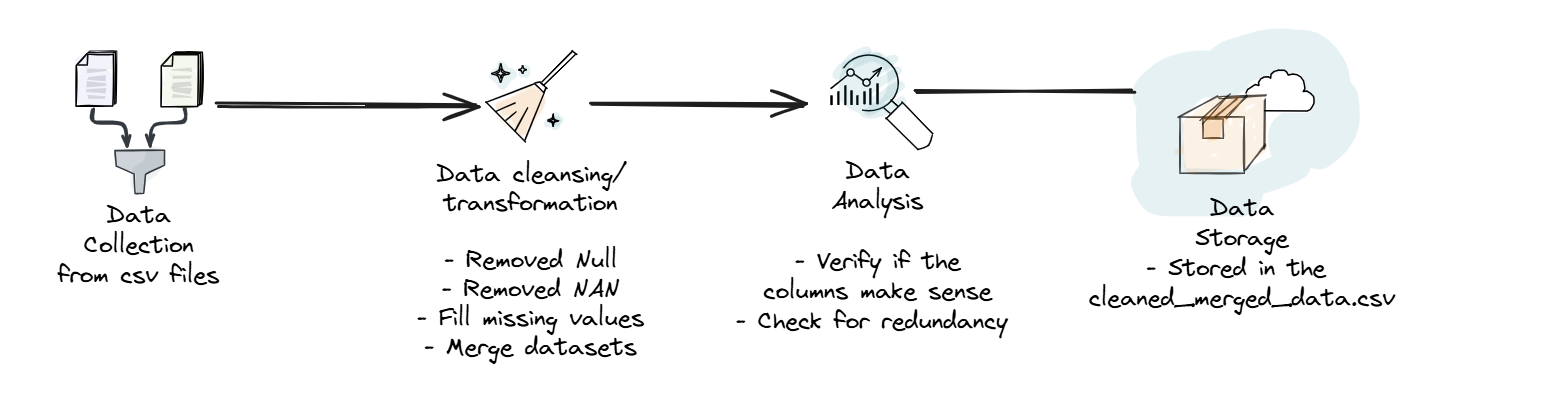 Data
Collection
from csv files
Data cleansing/
transformation
- Removed Null
- Removed NAN
- Fill missing values
- Merge datasets
Data
Analysis
- Verify if the
columns make sense
- Check for redundancy
Data
Storage
- Stored in the
cleaned_merged_data.csv